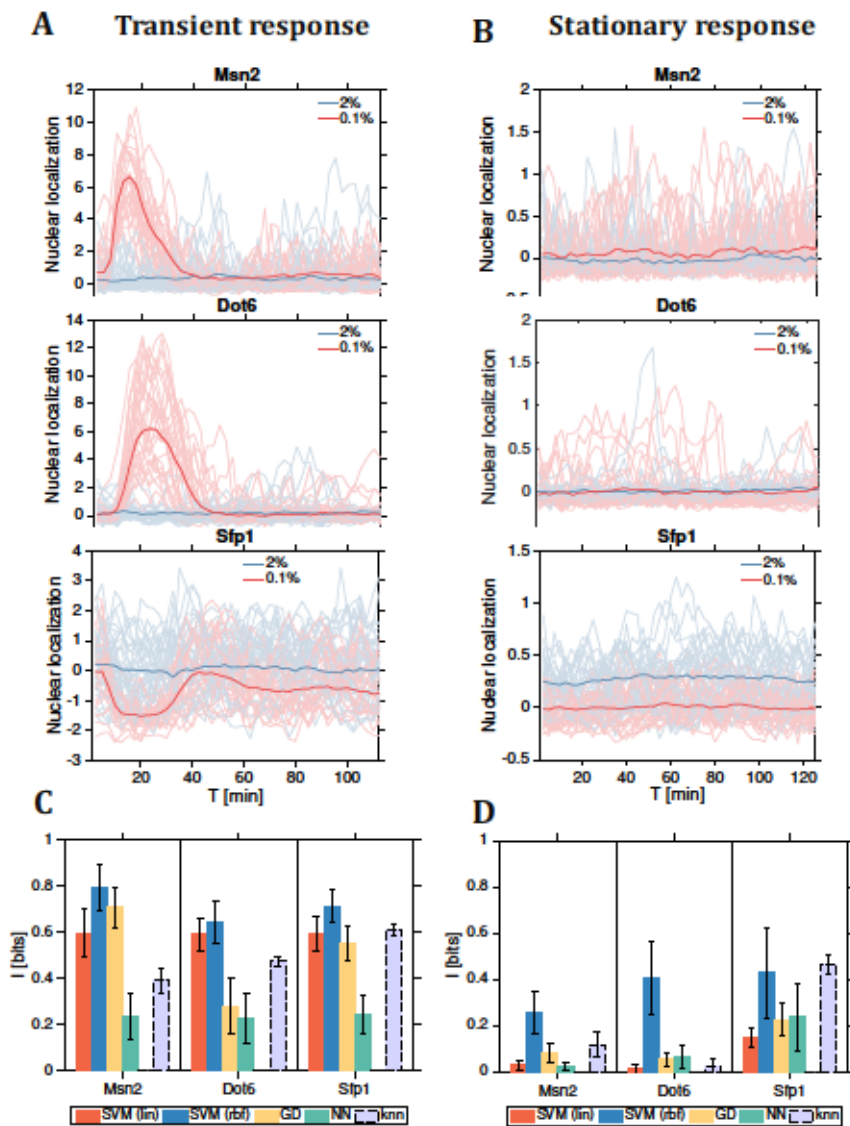 A Transient response
B Stationary response
Msn2
12
10
8
6
4
2
0
Nuclear localization
2%
0.1%
Msn2
2
1.5
1
0.5
0
-0.5
Nuclear localization
2%
0.1%
Dot6
14
12
10
8
6
4
2
0
Nuclear localization
2%
0.1%
Dot6
2
1.5
1
0.5
0
Nuclear localization
2%
0.1%
Sfp1
4
3
2
1
0
-1
-2
-3
Nuclear localization
2%
0.1%
20 40 60 80 100
T [min]
Sfp1
1.5
1
0.5
0
-0.5
Nuclear localization
2%
0.1%
20 40 60 80 100 120
T [min]
C
1
0.8
0.6
0.4
0.2
0
I [bits]
Msn2 Dot6 Sfp1
SVM (lin) SVM (rbf) GD NN knn
D
1
0.8
0.6
0.4
0.2
0
I [bits]
Msn2 Dot6 Sfp1
SVM (lin) SVM (rbf) GD NN knn